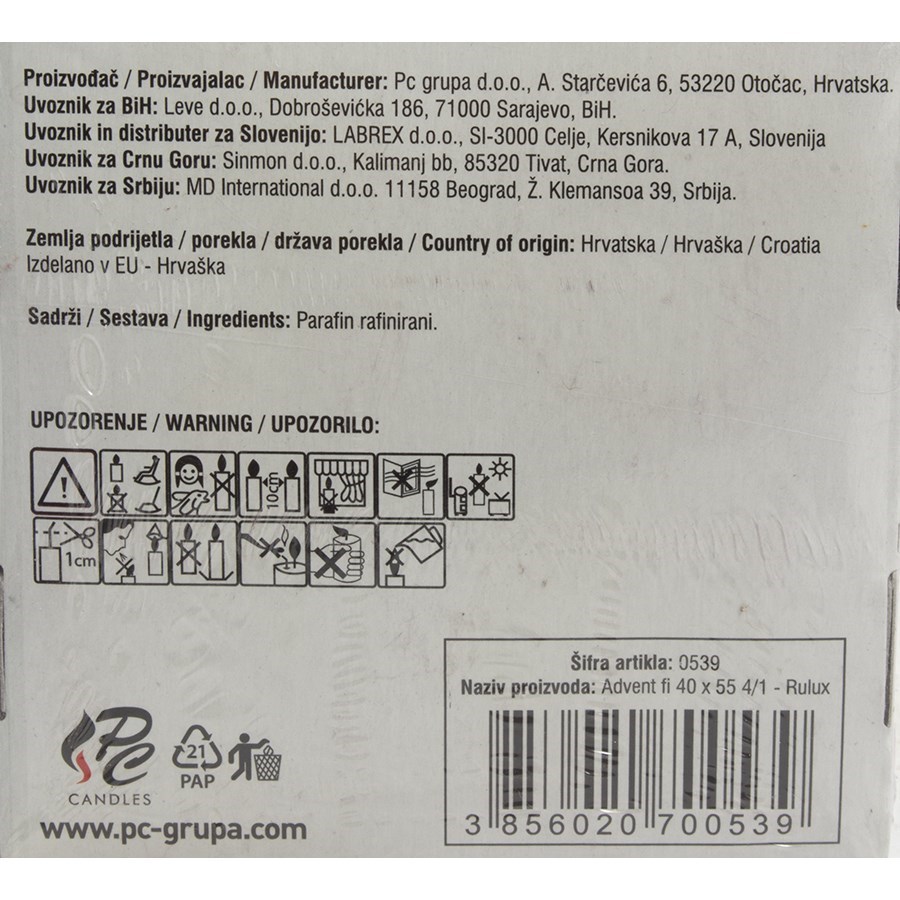 Proizvođač / Proizvajalac / Manufacturer: Pc grupa d.o.o., A. Starčevića 6, 53220 Otočac, Hrvatska.
Uvoznik za BiH: Leve d.o.o., Dobroševićka 186, 71000 Sarajevo, BiH.
Uvoznik in distributer za Slovenijo: LABREX d.o.o., SI-3000 Celje, Kersnikova 17 A, Slovenija
Uvoznik za Crnu Goru: Sinmon d.o.o., Kalimanj bb, 85320 Tivat, Crna Gora.
Uvoznik za Srbiju: MD International d.o.o. 11158 Beograd, Ž. Klemansoa 39, Srbija.
Zemlja podrijetla / porekla / država porekla / Country of origin: Hrvatska / Hrvaška / Croatia
Izdelano v EU - Hrvaška
Sadrži / Sestava / Ingredients: Parafin rafinirani.
UPOZORENJE / WARNING / UPOZORILO:
10cm
1cm
Šifra artikla: 0539
Naziv proizvoda: Advent fi 40 x 55 4/1 - Rulux
3 856020 700539
PC
CANDLES
21
PAP
www.pc-grupa.com